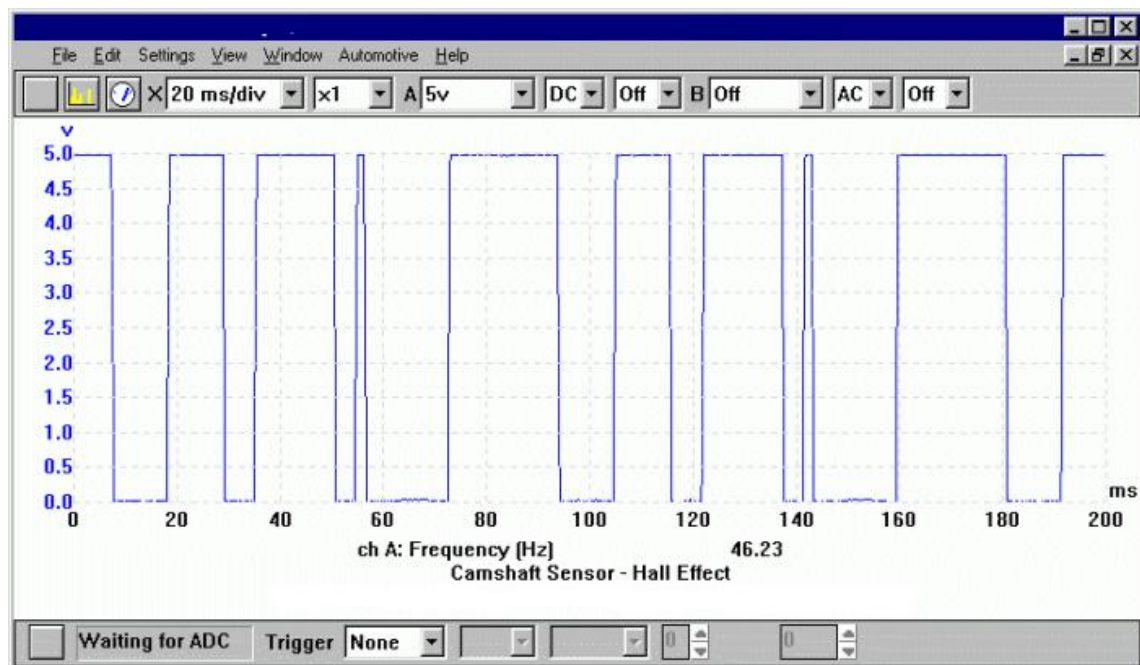 File Edit Settings View Window Automotive Help
X 20 ms/div x1 A 5v DC Off B Off AC Off
v
5.0
4.5
4.0
3.5
3.0
2.5
2.0
1.5
1.0
0.5
0.0
ms
0 20 40 60 80 100 120 140 160 180 200
ch A: Frequency (Hz) 46.23
Camshaft Sensor - Hall Effect
Waiting for ADC Trigger None 0 0